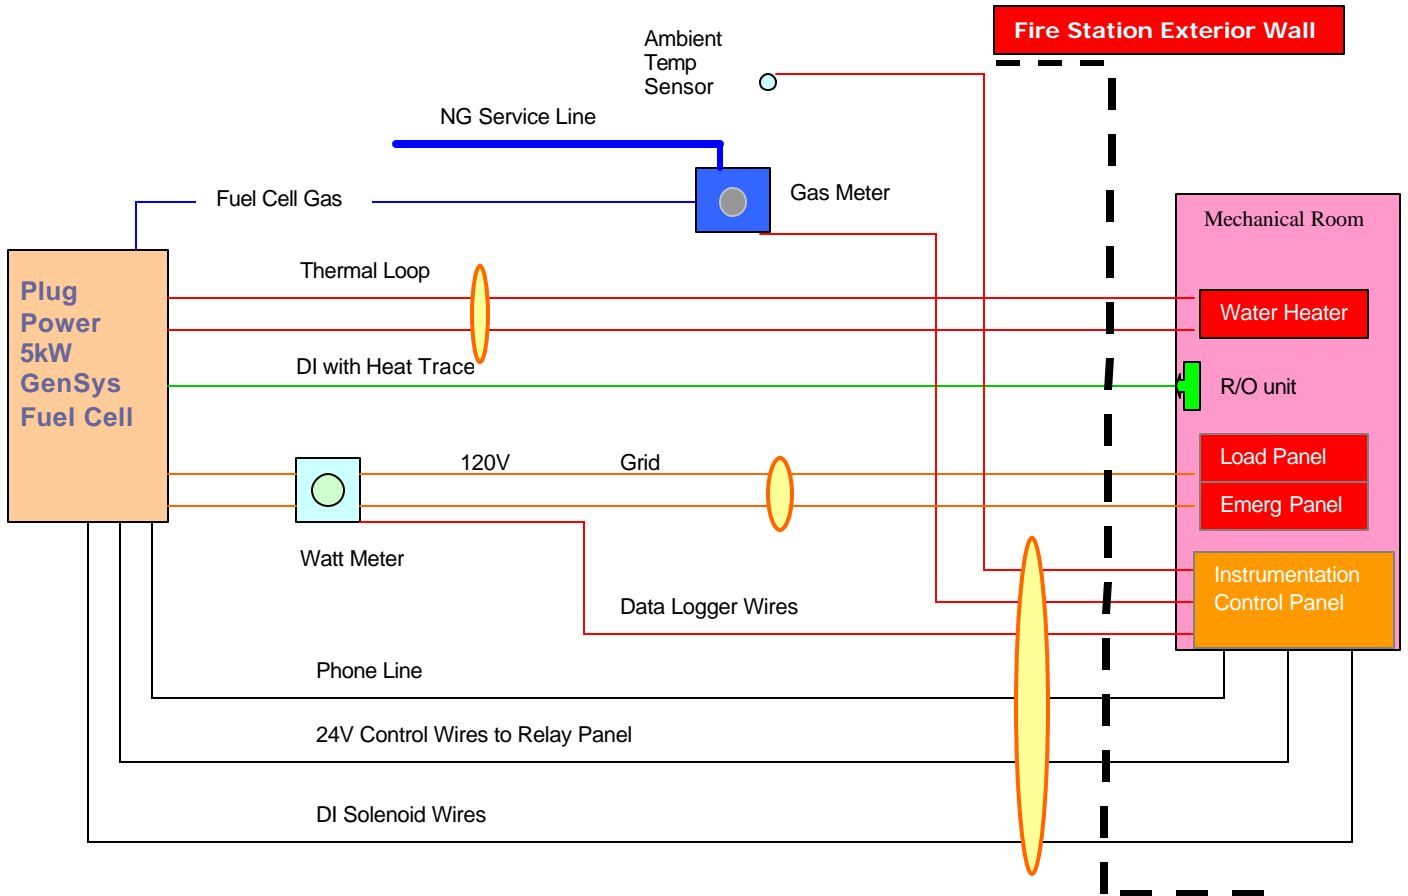 Fire Station Exterior Wall
Ambient
Temp
Sensor
NG Service Line
Fuel Cell Gas
Gas Meter
Mechanical Room
Thermal Loop
Plug
Power
5kW
GenSys
Fuel Cell
Water Heater
DI with Heat Trace
R/O unit
120V
Grid
Load Panel
Emerg Panel
Watt Meter
Instrumentation
Control Panel
Data Logger Wires
Phone Line
24V Control Wires to Relay Panel
DI Solenoid Wires